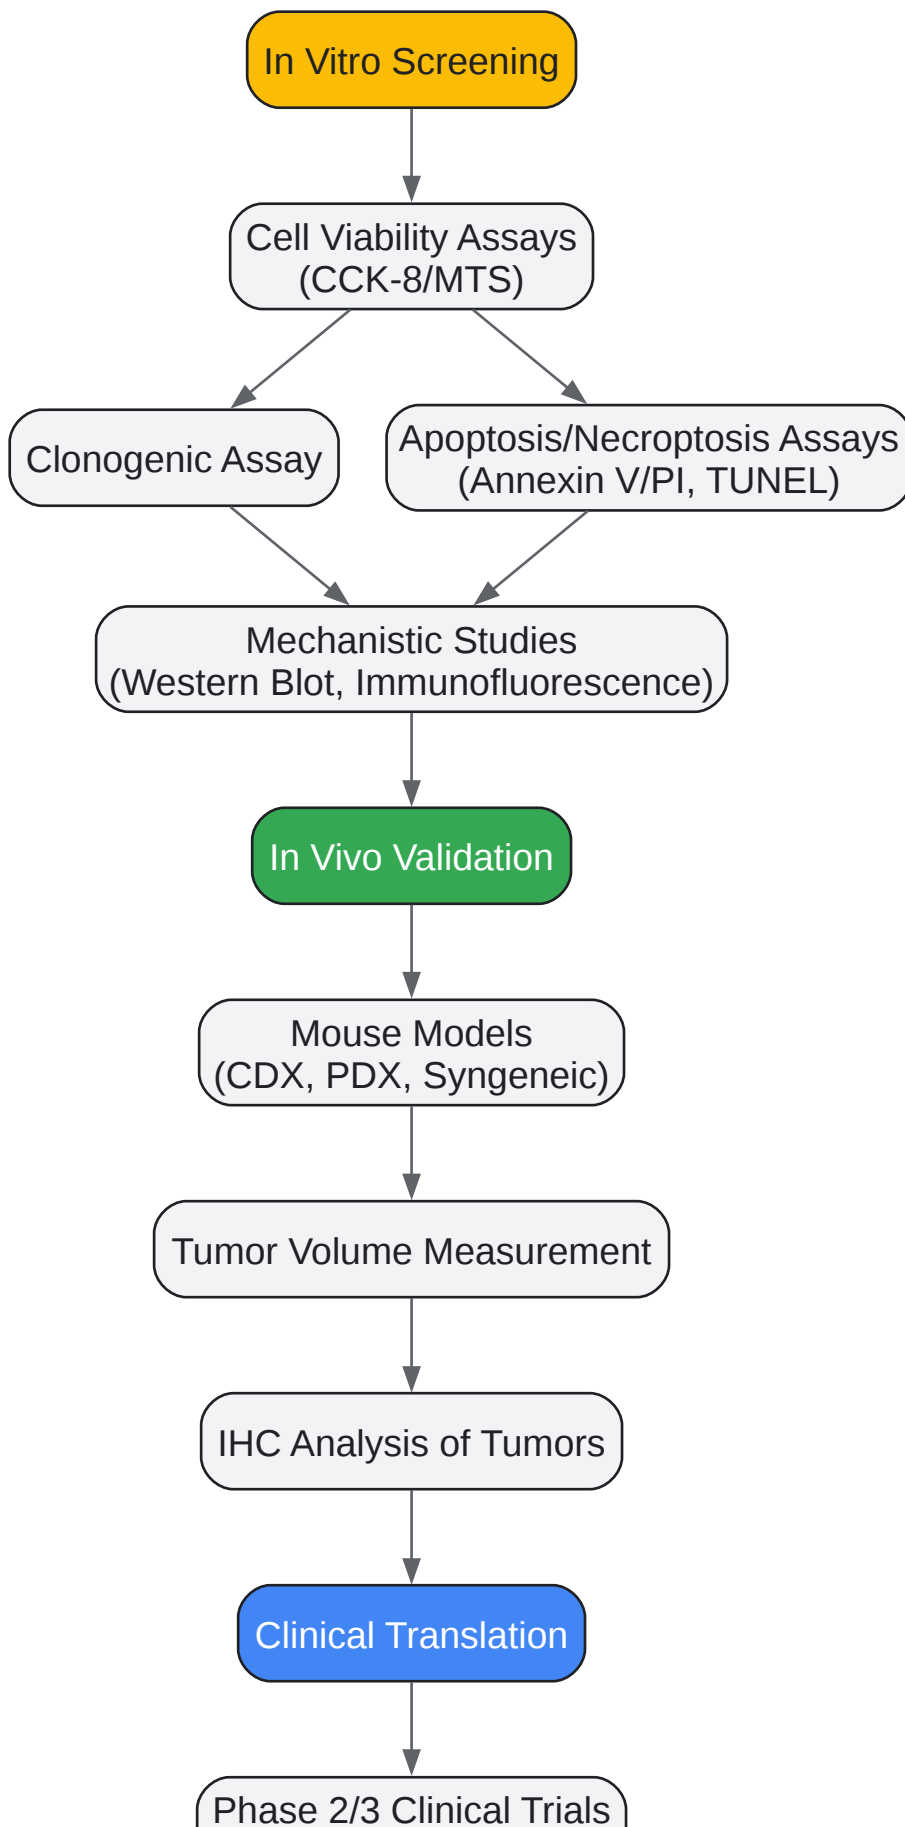 In Vitro Screening
Cell Viability Assays
(CCK-8/MTS)
Clonogenic Assay
Apoptosis/Necroptosis Assays
(Annexin V/PI, TUNEL)
Mechanistic Studies
(Western Blot, Immunofluorescence)
In Vivo Validation
Mouse Models
(CDX, PDX, Syngeneic)
Tumor Volume Measurement
IHC Analysis of Tumors
Clinical Translation
Phase 2/3 Clinical Trials